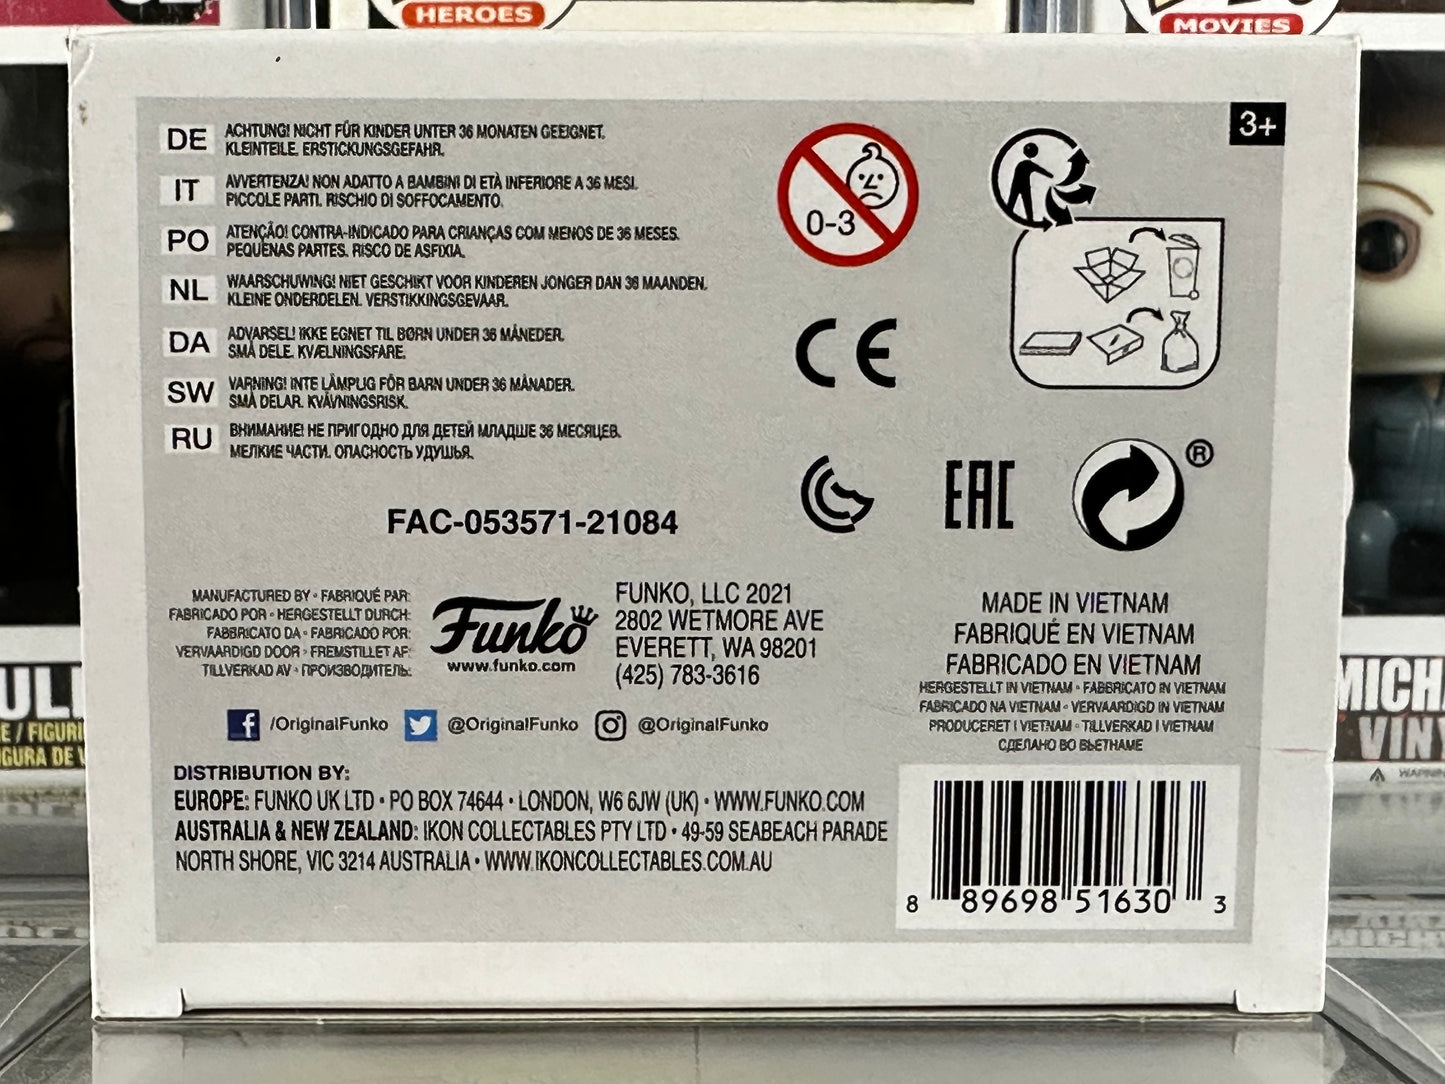 HEROES
MOVIES
3+
DE ACHTUNG! NICHT FÜR KINDER UNTER 36 MONATEN GEEIGNET.
KLEINTEILE. ERSTICKUNGSGEFAHR.
IT AVVERTENZA! NON ADATTO A BAMBINI DI ETÀ INFERIORE A 36 MESI.
PICCOLE PARTI. RISCHIO DI SOFFOCAMENTO.
PO ATENÇÃO! CONTRA-INDICADO PARA CRIANÇAS COM MENOS DE 36 MESES.
PEQUENAS PARTES. RISCO DE ASFIXIA.
NL WAARSCHUWING! NIET GESCHIKT VOOR KINDEREN JONGER DAN 36 MAANDEN.
KLEINE ONDERDELEN. VERSTIKKINGSGEVAAR.
DA ADVARSEL! IKKE EGNET TIL BØRN UNDER 36 MÅNEDER.
SMÅ DELE. KVÆLNINGSFARE.
SW VARNING! INTE LÄMPLIG FÖR BARN UNDER 36 MÅNADER.
SMÅ DELAR. KVÄVNINGSRISK.
RU ВНИМАНИЕ! НЕ ПРИГОДНО ДЛЯ ДЕТЕЙ МЛАДШЕ 36 МЕСЯЦЕВ.
МЕЛКИЕ ЧАСТИ. ОПАСНОСТЬ УДУШЬЯ.
0-3
CE
EAC
®
FAC-053571-21084
MANUFACTURED BY • FABRIQUÉ PAR:
FABRICADO POR • HERGESTELLT DURCH:
FABBRICATO DA • FABRICADO POR:
VERVAARDIGD DOOR • FREMSTILLET AF:
TILLVERKAD AV • ПРОИЗВОДИТЕЛЬ:
Funko
www.funko.com
FUNKO, LLC 2021
2802 WETMORE AVE
EVERETT, WA 98201
(425) 783-3616
MADE IN VIETNAM
FABRIQUÉ EN VIETNAM
FABRICADO EN VIETNAM
HERGESTELLT IN VIETNAM • FABBRICATO IN VIETNAM
FABRICADO NA VIETNAM • VERVAARDIGD IN VIETNAM
PRODUCERET I VIETNAM • TILLVERKAD I VIETNAM
СДЕЛАНО ВО ВЬЕТНАМЕ
f /OriginalFunko @OriginalFunko @OriginalFunko
DISTRIBUTION BY:
EUROPE: FUNKO UK LTD • PO BOX 74644 • LONDON, W6 6JW (UK) • WWW.FUNKO.COM
AUSTRALIA & NEW ZEALAND: IKON COLLECTABLES PTY LTD • 49-59 SEABEACH PARADE
NORTH SHORE, VIC 3214 AUSTRALIA • WWW.IKONCOLLECTABLES.COM.AU
8 89698 51630 3